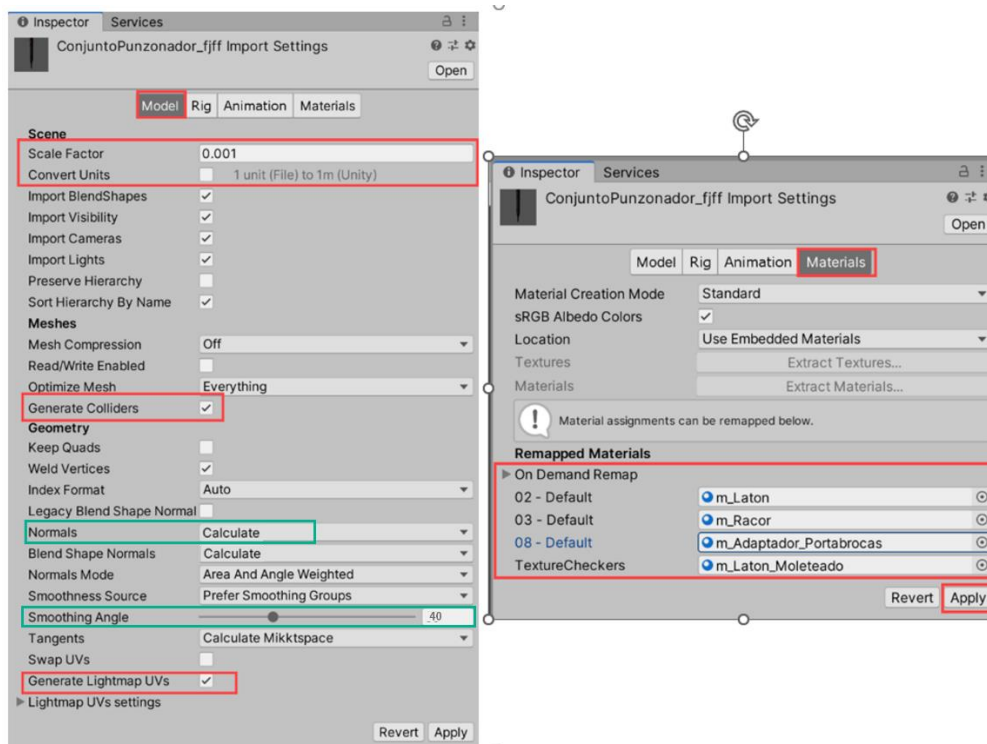 Inspector Services
ConjuntoPunzonador_fjff Import Settings
Open
Model Rig Animation Materials
Scene
Scale Factor 0.001
Convert Units 1 unit (File) to 1m (Unity)
Import BlendShapes
Import Visibility
Import Cameras
Import Lights
Preserve Hierarchy
Sort Hierarchy By Name
Meshes
Mesh Compression Off
Read/Write Enabled
Optimize Mesh Everything
Generate Colliders
Geometry
Keep Quads
Weld Vertices
Index Format Auto
Legacy Blend Shape Normal
Normals Calculate
Blend Shape Normals Calculate
Normals Mode Area And Angle Weighted
Smoothness Source Prefer Smoothing Groups
Smoothing Angle 40
Tangents Calculate Mikktspace
Swap UVs
Generate Lightmap UVs
Lightmap UVs settings
Revert Apply
Inspector Services
ConjuntoPunzonador_fjff Import Settings
Open
Model Rig Animation Materials
Material Creation Mode Standard
sRGB Albedo Colors
Location Use Embedded Materials
Textures Extract Textures...
Materials Extract Materials...
Material assignments can be remapped below.
Remapped Materials
On Demand Remap
02 - Default m_Laton
03 - Default m_Racor
08 - Default m_Adaptador_Portabrocas
TextureCheckers m_Laton_Moleteado
Revert Apply